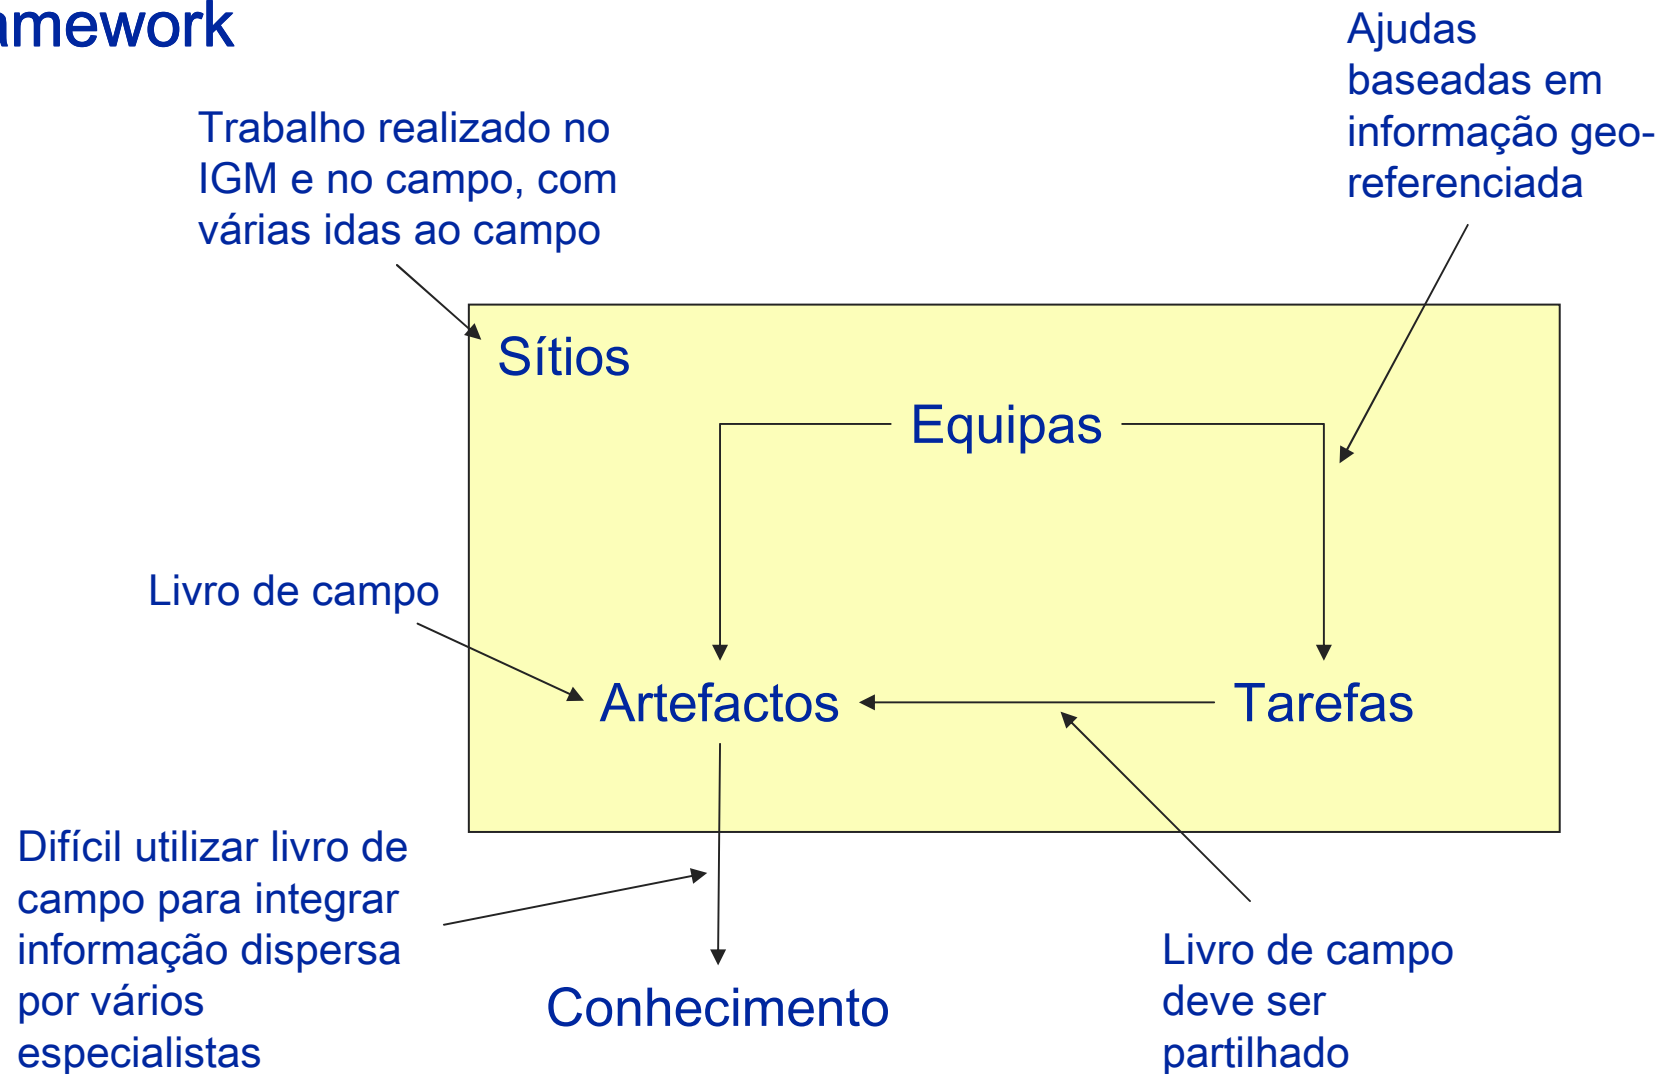 amework
Ajudas
baseadas em
informação geo-
referenciada
Trabalho realizado no
IGM e no campo, com
várias idas ao campo
Sítios
Equipas
Livro de campo
Artefactos
Tarefas
Difícil utilizar livro de
campo para integrar
informação dispersa
por vários
especialistas
Conhecimento
Livro de campo
deve ser
partilhado